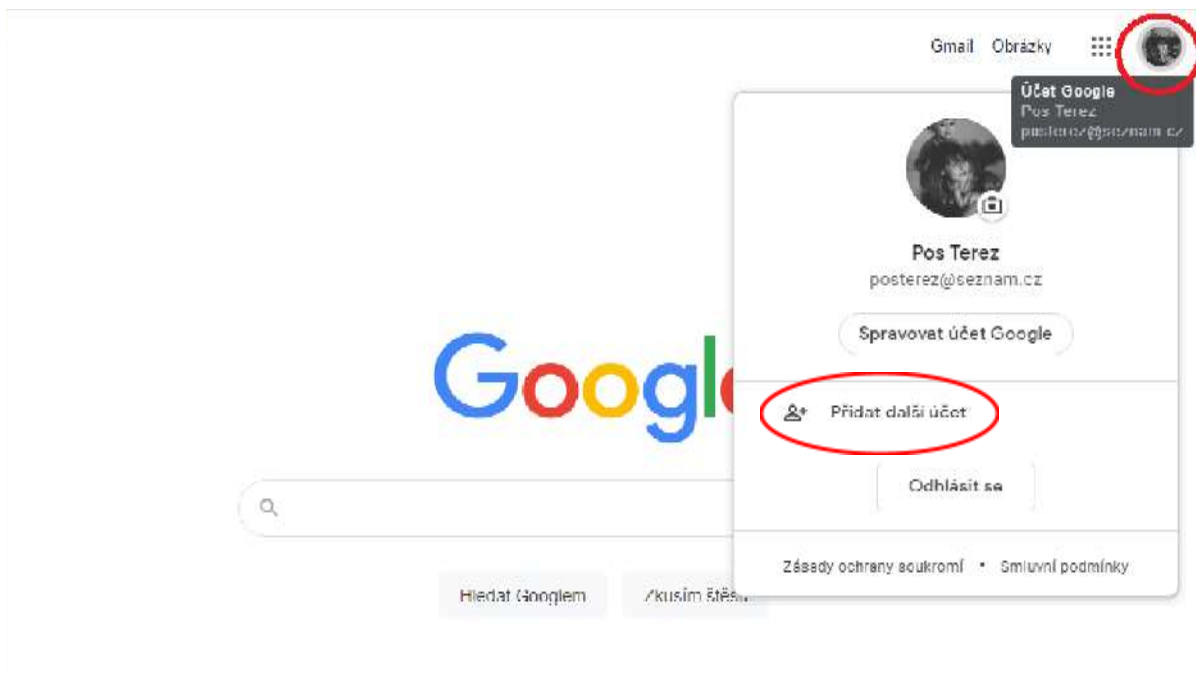 Gmail Obrázky
Účet Google
Pos Terez
posterez@seznam.cz
Pos Terez
posterez@seznam.cz
Spravovat účet Google
Google
Přidat další účet
Odhlásit se
Zásady ochrany soukromí • Smluvní podmínky
Hledat Googlem Zkusím